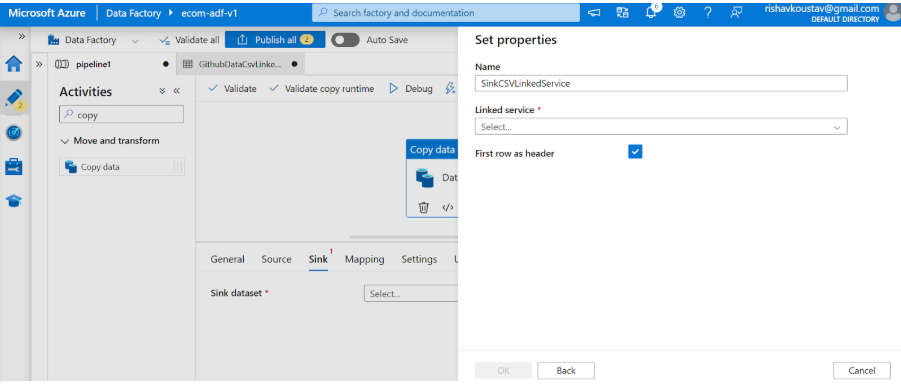 Microsoft Azure Data Factory ecom-adf-v1 Search factory and documentation 6 rishavkoustav@gmail.com
DEFAULT DIRECTORY
Data Factory Validate all Publish all 2 Auto Save
pipeline1 GithubDataCsvLinke...
Activities
copy
Move and transform
Copy data
Validate Validate copy runtime Debug
Copy data
Dat
General Source Sink 1 Mapping Settings U
Sink dataset * Select...
2
Set properties
Name
SinkCSVLinkedService
Linked service *
Select...
First row as header
OK Back Cancel